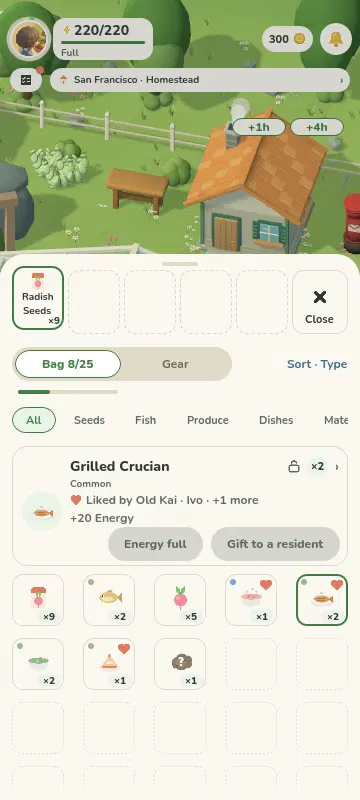 220/220
Full
300
San Francisco · Homestead ›
+1h
+4h
Radish
Seeds
×9
Close
Bag 8/25
Gear
Sort · Type
All
Seeds
Fish
Produce
Dishes
Mate
Grilled Crucian
×2 ›
Common
Liked by Old Kai · Ivo · +1 more
+20 Energy
Energy full
Gift to a resident
×9
×2
×5
×1
×2
×2
×1
?
×1